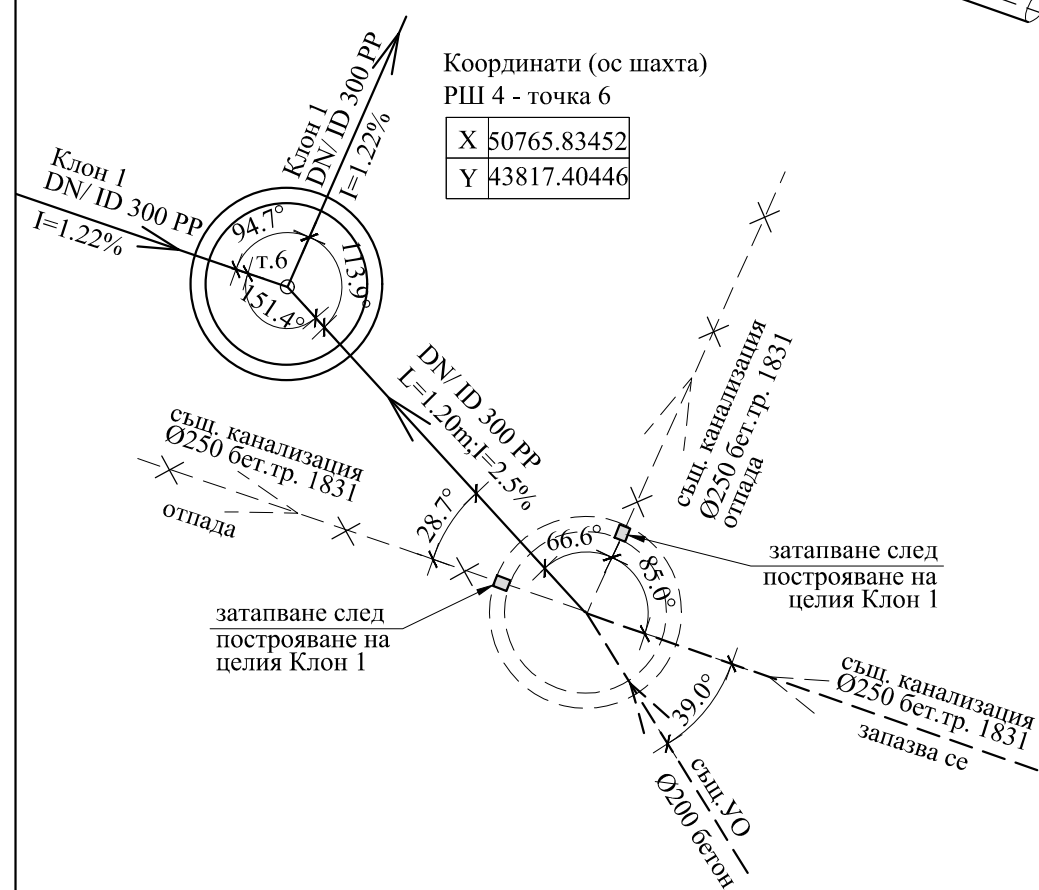 Координати (ос шахта)
РШ 4 - точка 6
X 50765.83452
Y 43817.40446
Клон 1
DN/ ID 300 PP
I=1.22%
Клон 1
DN/ ID 300 PP
I=1.22%
94.7°
т.6
113.9°
151.4°
DN/ ID 300 PP
L=1.20m;I=2.5%
същ. канализация
Ø250 бет.тр. 1831
отпада
същ. канализация
Ø250 бет.тр. 1831
отпада
28.7°
66.6°
85.0°
затапване след
построяване на
целия Клон 1
затапване след
построяване на
целия Клон 1
39.0°
същ. канализация
Ø250 бет.тр. 1831
запазва се
същ. УО
Ø200 бетон